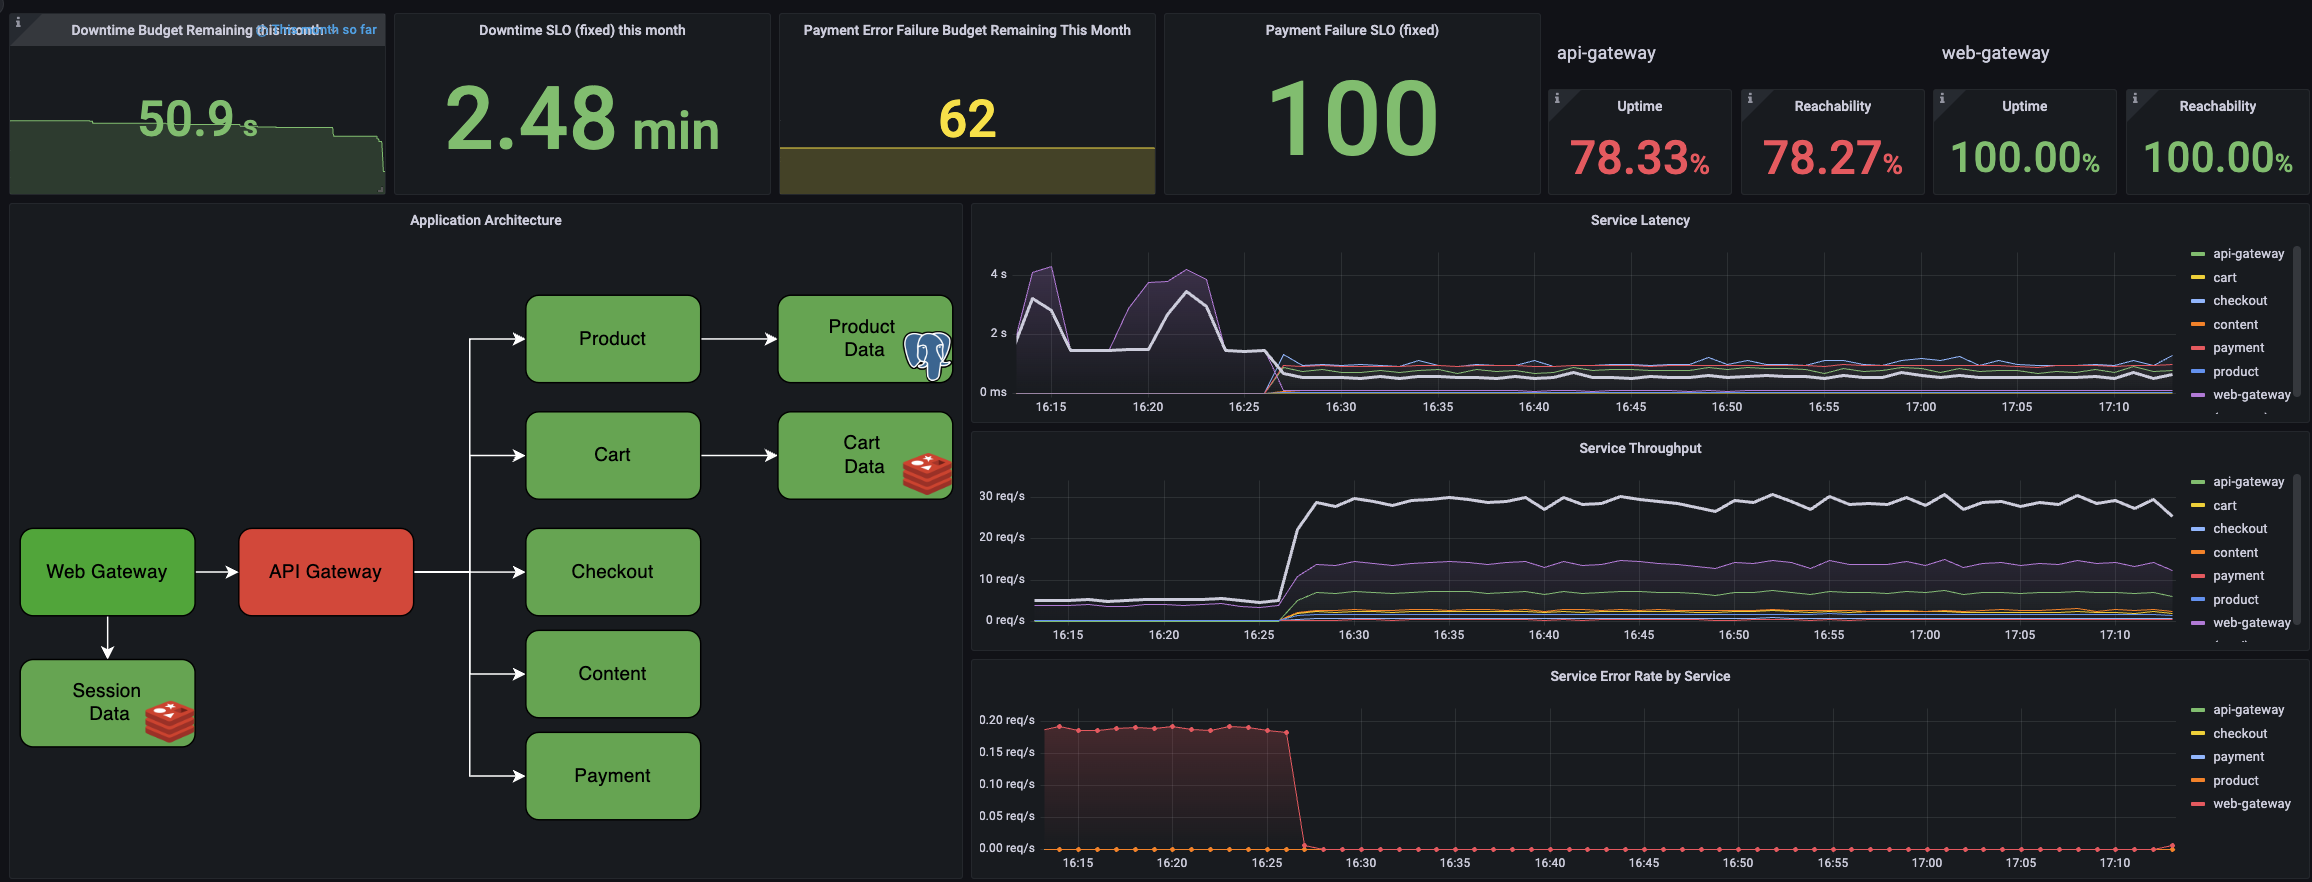 Downtime Budget Remaining this month
This month so far
50.9 s
Downtime SLO (fixed) this month
2.48 min
Payment Error Failure Budget Remaining This Month
62
Payment Failure SLO (fixed)
100
api-gateway
Uptime
78.33%
Reachability
78.27%
web-gateway
Uptime
100.00%
Reachability
100.00%
Application Architecture
Product
Product
Data
Cart
Cart
Data
Web Gateway
API Gateway
Checkout
Session
Data
Content
Payment
Service Latency
4 s
2 s
0 ms
16:15
16:20
16:25
16:30
16:35
16:40
16:45
16:50
16:55
17:00
17:05
17:10
api-gateway
cart
checkout
content
payment
product
web-gateway
Service Throughput
30 req/s
20 req/s
10 req/s
0 req/s
16:15
16:20
16:25
16:30
16:35
16:40
16:45
16:50
16:55
17:00
17:05
17:10
api-gateway
cart
checkout
content
payment
product
web-gateway
Service Error Rate by Service
0.20 req/s
0.15 req/s
0.10 req/s
0.05 req/s
0.00 req/s
16:15
16:20
16:25
16:30
16:35
16:40
16:45
16:50
16:55
17:00
17:05
17:10
api-gateway
checkout
payment
product
web-gateway